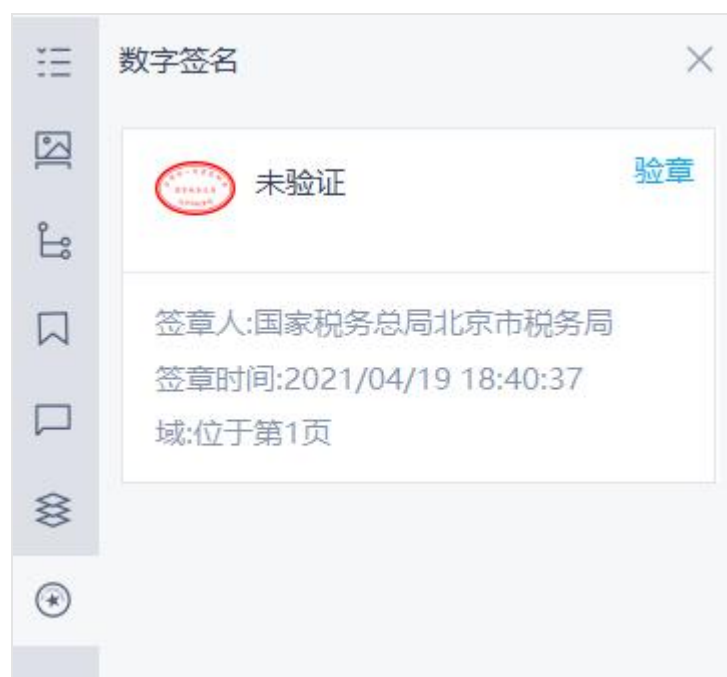 数字签名
未验证
验章
签章人:国家税务总局北京市税务局
签章时间:2021/04/19 18:40:37
域:位于第1页